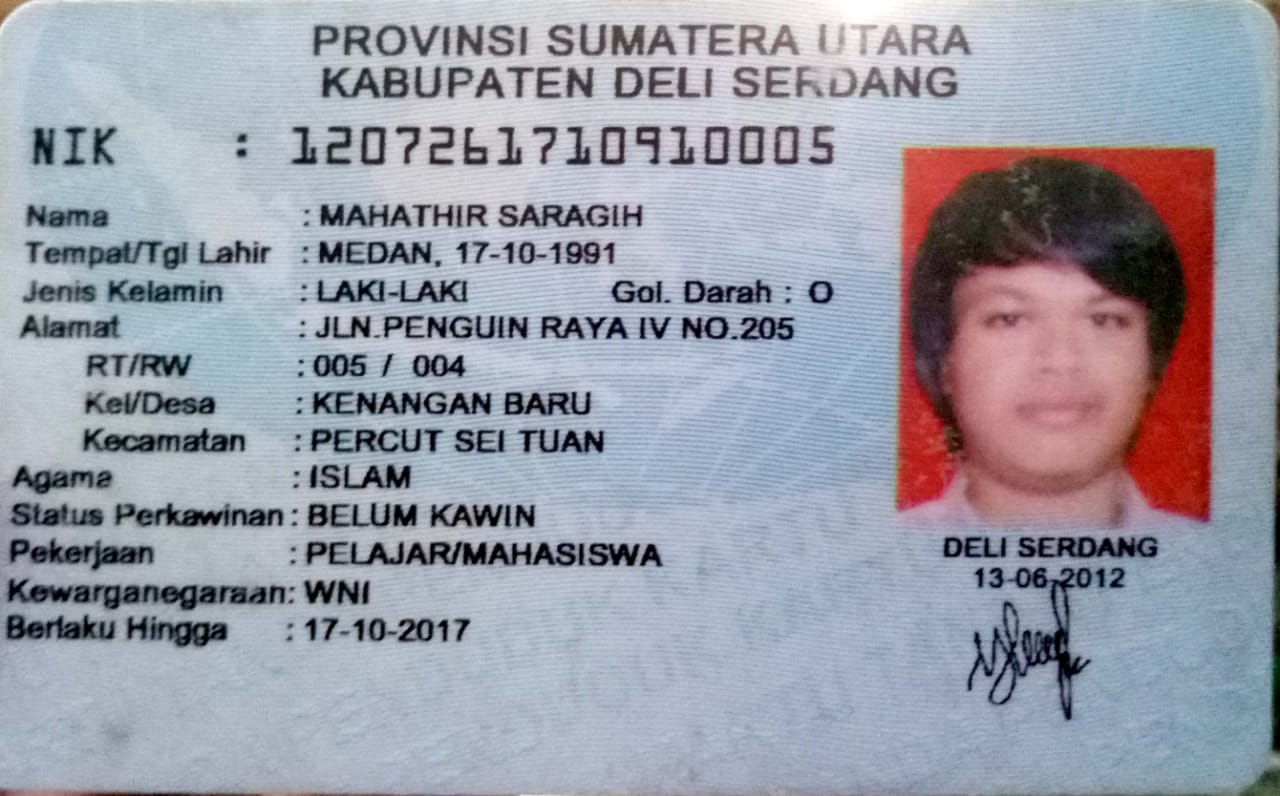 PROVINSI SUMATERA UTARA
KABUPATEN DELI SERDANG
NIK : 1207261710910005
Nama : MAHATHIR SARAGIH
Tempat/Tgl Lahir : MEDAN, 17-10-1991
Jenis Kelamin : LAKI-LAKI Gol. Darah : O
Alamat : JLN.PENGUIN RAYA IV NO.205
RT/RW : 005 / 004
Kel/Desa : KENANGAN BARU
Kecamatan : PERCUT SEI TUAN
Agama : ISLAM
Status Perkawinan : BELUM KAWIN
Pekerjaan : PELAJAR/MAHASISWA
Kewarganegaraan: WNI
Berlaku Hingga : 17-10-2017
DELI SERDANG
13-06-2012